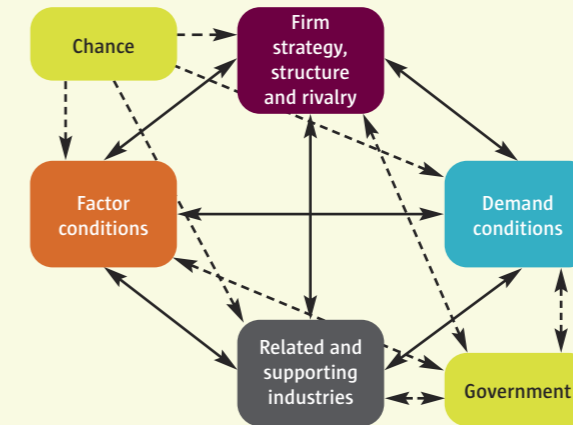 Chance
Firm
strategy,
structure
and rivalry
Factor
conditions
Demand
conditions
Related and
supporting
industries
Government